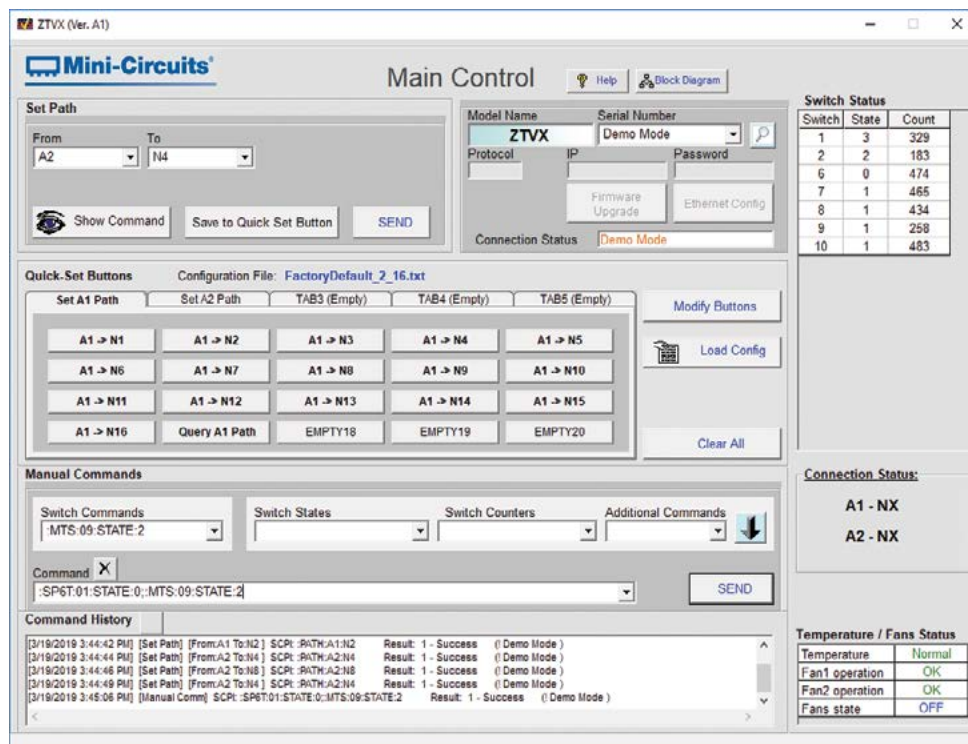 ZTVX (Ver. A1)
Mini-Circuits®
Main Control
Help
Block Diagram
Set Path
From
To
A2
N4
Show Command
Save to Quick Set Button
SEND
Model Name
Serial Number
ZTVX
Demo Mode
Protocol
IP
Password
Firmware
Upgrade
Ethernet Config
Connection Status
Demo Mode
Switch Status
Switch State Count
1 3 329
2 2 183
6 0 474
7 1 465
8 1 434
9 1 258
10 1 483
Quick-Set Buttons
Configuration File: FactoryDefault_2_16.txt
Set A1 Path
Set A2 Path
TAB3 (Empty)
TAB4 (Empty)
TAB5 (Empty)
A1 -> N1 A1 -> N2 A1 -> N3 A1 -> N4 A1 -> N5
A1 -> N6 A1 -> N7 A1 -> N8 A1 -> N9 A1 -> N10
A1 -> N11 A1 -> N12 A1 -> N13 A1 -> N14 A1 -> N15
A1 -> N16 Query A1 Path EMPTY18 EMPTY19 EMPTY20
Modify Buttons
Load Config
Clear All
Manual Commands
Switch Commands
Switch States
Switch Counters
Additional Commands
:MTS:09:STATE:2
Command X
:SP6T:01:STATE:0;:MTS:09:STATE:2
SEND
Connection Status:
A1 - NX
A2 - NX
Command History
[3/19/2019 3:44:42 PM] [Set Path] [From:A1 To:N2] SCPI: :PATH:A1:N2 Result: 1 - Success (! Demo Mode )
[3/19/2019 3:44:44 PM] [Set Path] [From:A2 To:N4] SCPI: :PATH:A2:N4 Result: 1 - Success (! Demo Mode )
[3/19/2019 3:44:46 PM] [Set Path] [From:A2 To:N8] SCPI: :PATH:A2:N8 Result: 1 - Success (! Demo Mode )
[3/19/2019 3:44:49 PM] [Set Path] [From:A2 To:N4] SCPI: :PATH:A2:N4 Result: 1 - Success (! Demo Mode )
[3/19/2019 3:45:06 PM] [Manual Comm] SCPI: :SP6T:01:STATE:0;:MTS:09:STATE:2 Result: 1 - Success (! Demo Mode )
Temperature / Fans Status
Temperature Normal
Fan1 operation OK
Fan2 operation OK
Fans state OFF